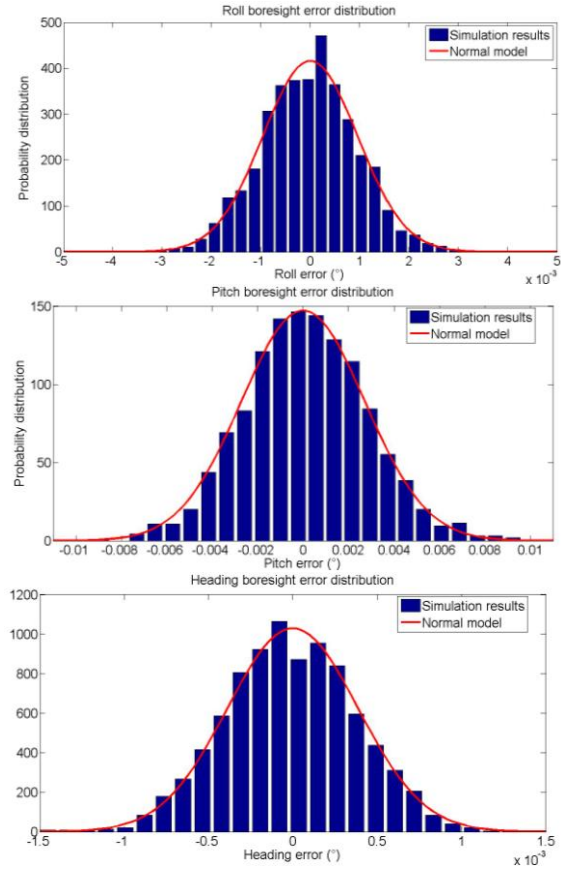 Roll boresight error distribution
500
400
300
200
100
0
Probability distribution
Simulation results
Normal model
-5 -4 -3 -2 -1 0 1 2 3 4 5
Roll error (°)
x 10⁻³
Pitch boresight error distribution
150
100
50
0
Probability distribution
Simulation results
Normal model
-0.01 -0.008 -0.006 -0.004 -0.002 0 0.002 0.004 0.006 0.008 0.01
Pitch error (°)
Heading boresight error distribution
1200
1000
800
600
400
200
0
Simulation results
Normal model
-1.5 -1 -0.5 0 0.5 1 1.5
Heading error (°)
x 10⁻³